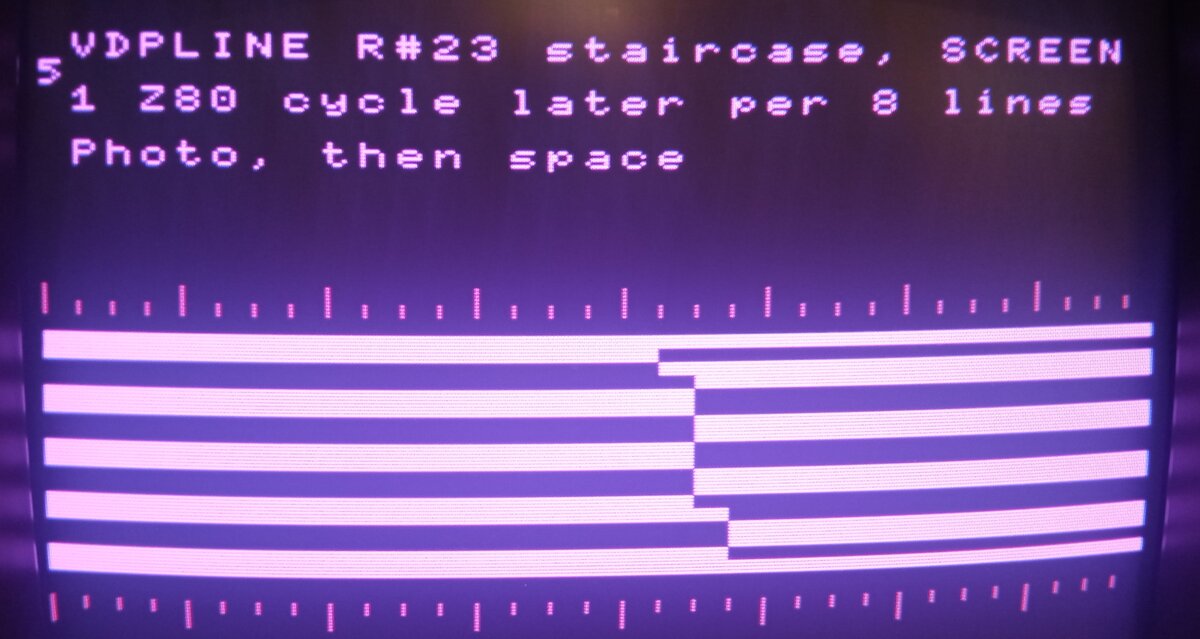 VDPLINE R#23 staircase, SCREEN
5
1 Z80 cycle later per 8 lines
Photo, then space